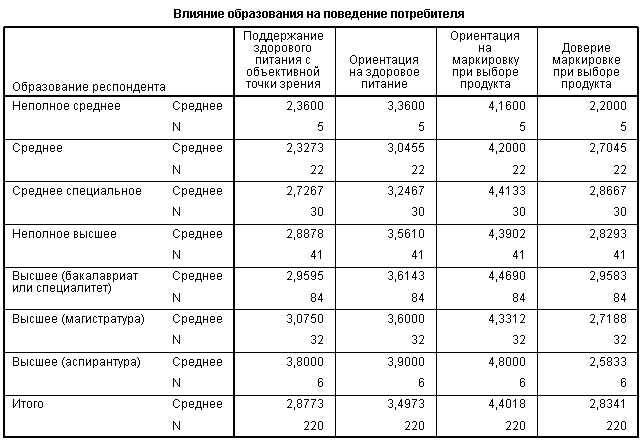 Влияние образования на поведение потребителя
Образование респондента Поддержание здорового питания с объективной точки зрения Ориентация на здоровое питание Ориентация на маркировку при выборе продукта Доверие маркировке при выборе продукта
Неполное среднее Среднее 2,3600 3,3600 4,1600 2,2000
N 5 5 5 5
Среднее Среднее 2,3273 3,0455 4,2000 2,7045
N 22 22 22 22
Среднее специальное Среднее 2,7267 3,2467 4,4133 2,8667
N 30 30 30 30
Неполное высшее Среднее 2,8878 3,5610 4,3902 2,8293
N 41 41 41 41
Высшее (бакалавриат или специалитет) Среднее 2,9595 3,6143 4,4690 2,9583
N 84 84 84 84
Высшее (магистратура) Среднее 3,0750 3,6000 4,3312 2,7188
N 32 32 32 32
Высшее (аспирантура) Среднее 3,8000 3,9000 4,8000 2,5833
N 6 6 6 6
Итого Среднее 2,8773 3,4973 4,4018 2,8341
N 220 220 220 220